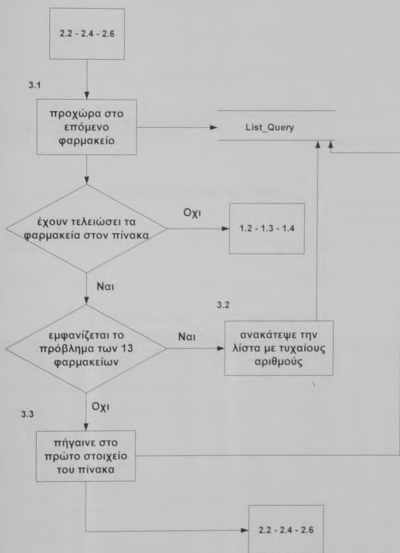 2.2 - 2.4 - 2.6
3.1
προχώρα στο
επόμενο
φαρμακείο
List_Query
έχουν τελειώσει τα
φαρμακεία στον πίνακα
Οχι
1.2 - 1.3 - 1.4
Ναι
3.2
εμφανίζεται το
πρόβλημα των 13
φαρμακείων
Ναι
ανακάτεψε την
λίστα με τυχαίους
αριθμούς
Οχι
3.3
πήγαινε στο
πρώτο στοιχείο
του πίνακα
2.2 - 2.4 - 2.6